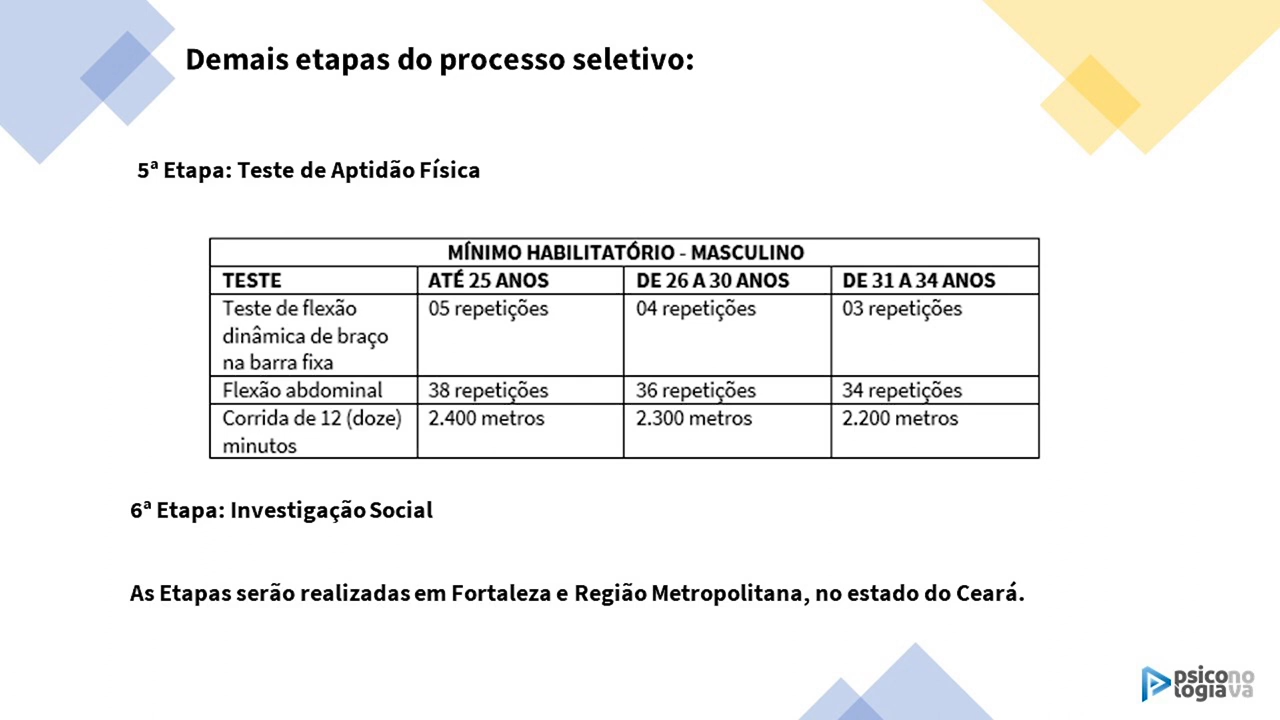 Demais etapas do processo seletivo:
5ª Etapa: Teste de Aptidão Física
MÍNIMO HABILITATÓRIO - MASCULINO
TESTE ATÉ 25 ANOS DE 26 A 30 ANOS DE 31 A 34 ANOS
Teste de flexão 05 repetições 04 repetições 03 repetições
dinâmica de braço
na barra fixa
Flexão abdominal 38 repetições 36 repetições 34 repetições
Corrida de 12 (doze) 2.400 metros 2.300 metros 2.200 metros
minutos
6ª Etapa: Investigação Social
As Etapas serão realizadas em Fortaleza e Região Metropolitana, no estado do Ceará.
psicono
logiava